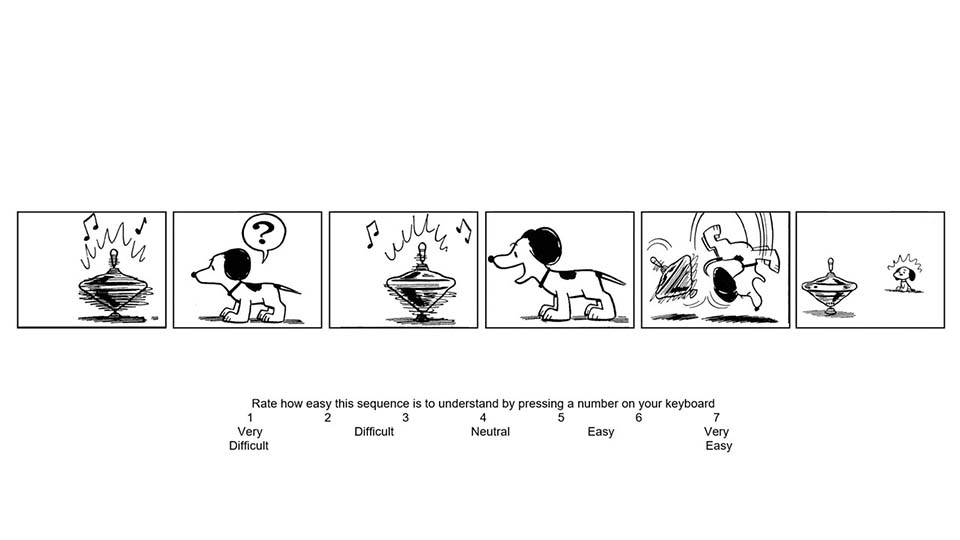 ?
Rate how easy this sequence is to understand by pressing a number on your keyboard
1 2 3 4 5 6 7
Very Difficult Neutral Easy Very
Difficult Easy